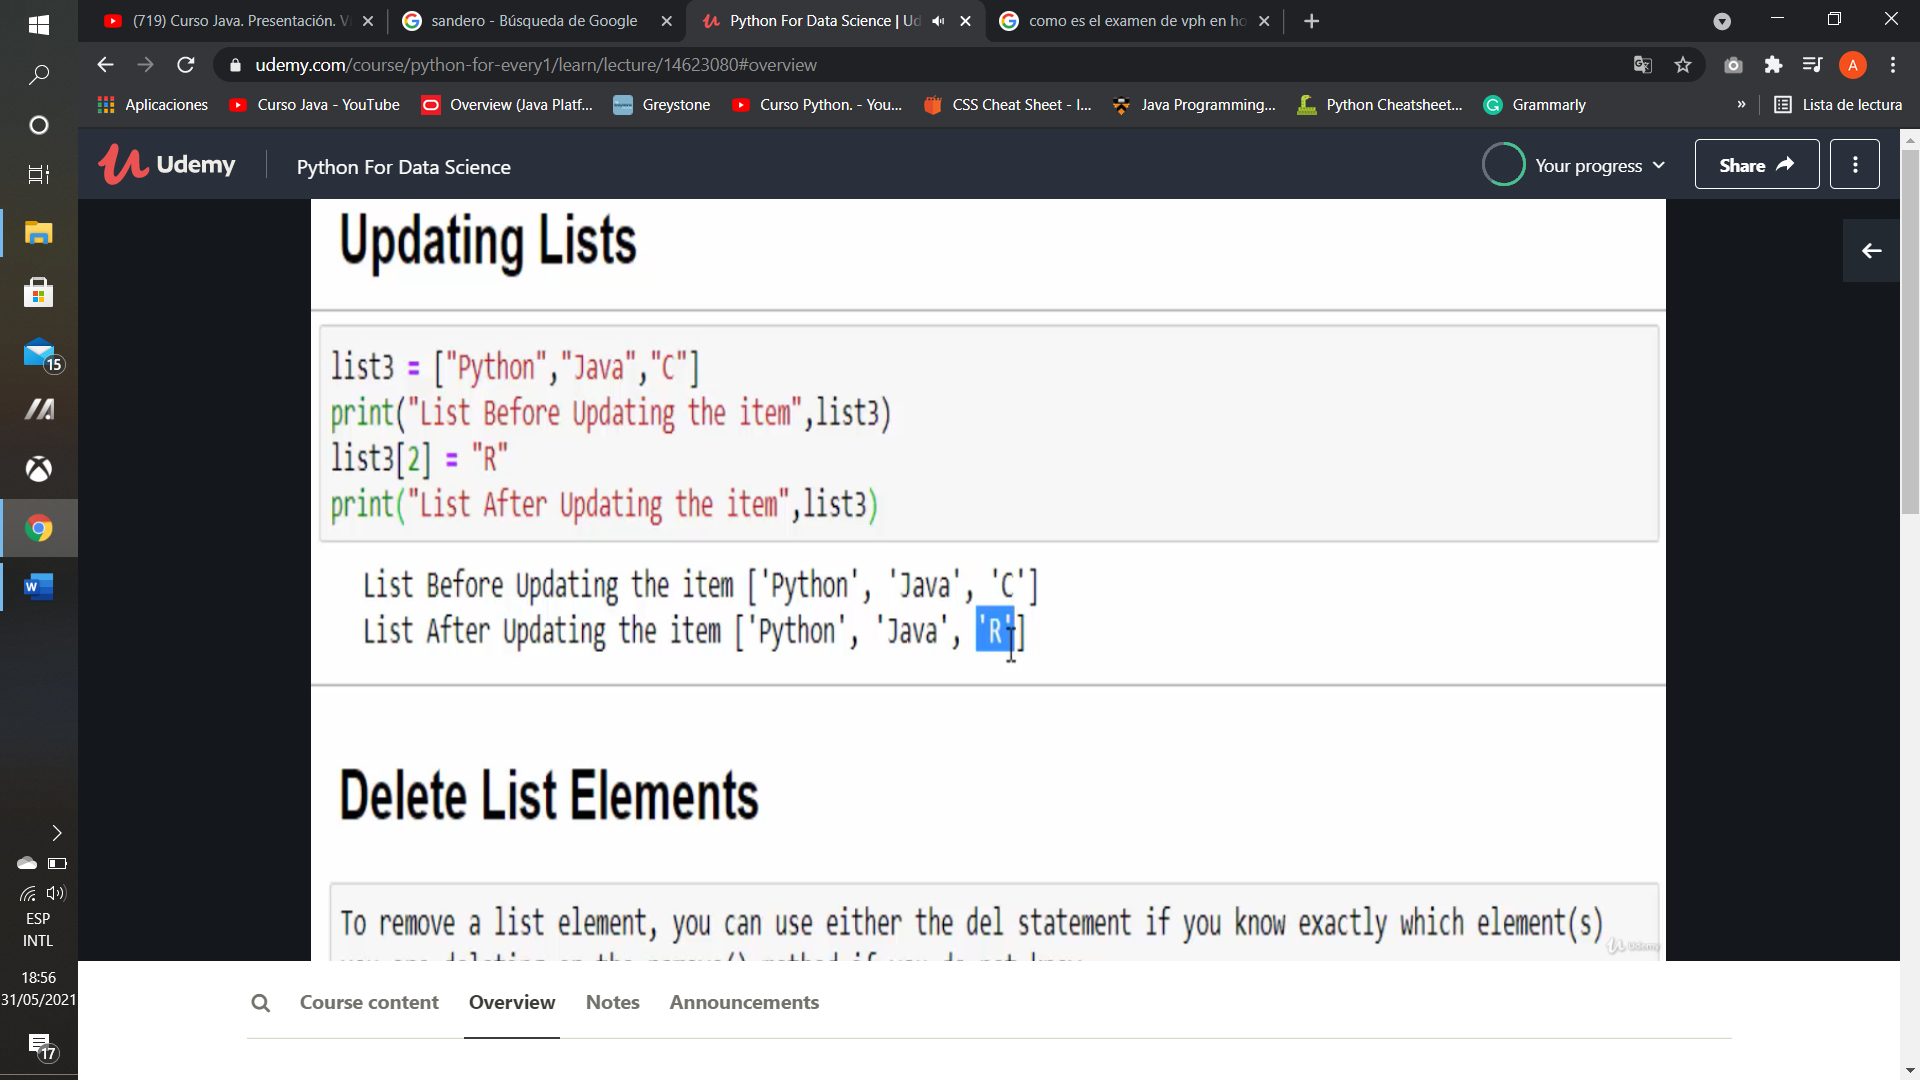 (719) Curso Java. Presentación. V
sandero - Búsqueda de Google
Python For Data Science | Ud
como es el examen de vph en ho
udemy.com/course/python-for-every1/learn/lecture/14623080#overview
A
Aplicaciones
Curso Java - YouTube
Overview (Java Platf...
Greystone
Curso Python. - You...
CSS Cheat Sheet - I...
Java Programming...
Python Cheatsheet...
Grammarly
»
Lista de lectura
Udemy
Python For Data Science
Your progress
Share
Updating Lists
list3 = ["Python","Java","C"]
print("List Before Updating the item",list3)
list3[2] = "R"
print("List After Updating the item",list3)
List Before Updating the item ['Python', 'Java', 'C']
List After Updating the item ['Python', 'Java', 'R']
Delete List Elements
To remove a list element, you can use either the del statement if you know exactly which element(s)
Udemy
Course content
Overview
Notes
Announcements
15
W
ESP
INTL
18:56
31/05/2021
17